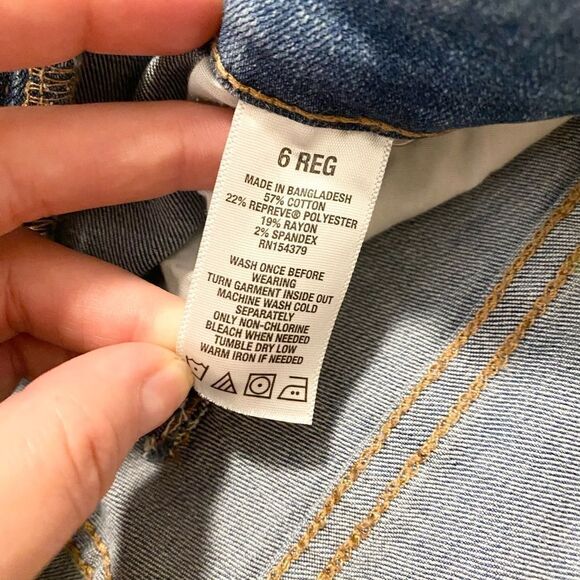 6 REG
MADE IN BANGLADESH
57% COTTON
22% REPREVE® POLYESTER
19% RAYON
2% SPANDEX
RN154379
WASH ONCE BEFORE
WEARING
TURN GARMENT INSIDE OUT
MACHINE WASH COLD
SEPARATELY
ONLY NON-CHLORINE
BLEACH WHEN NEEDED
TUMBLE DRY LOW
WARM IRON IF NEEDED